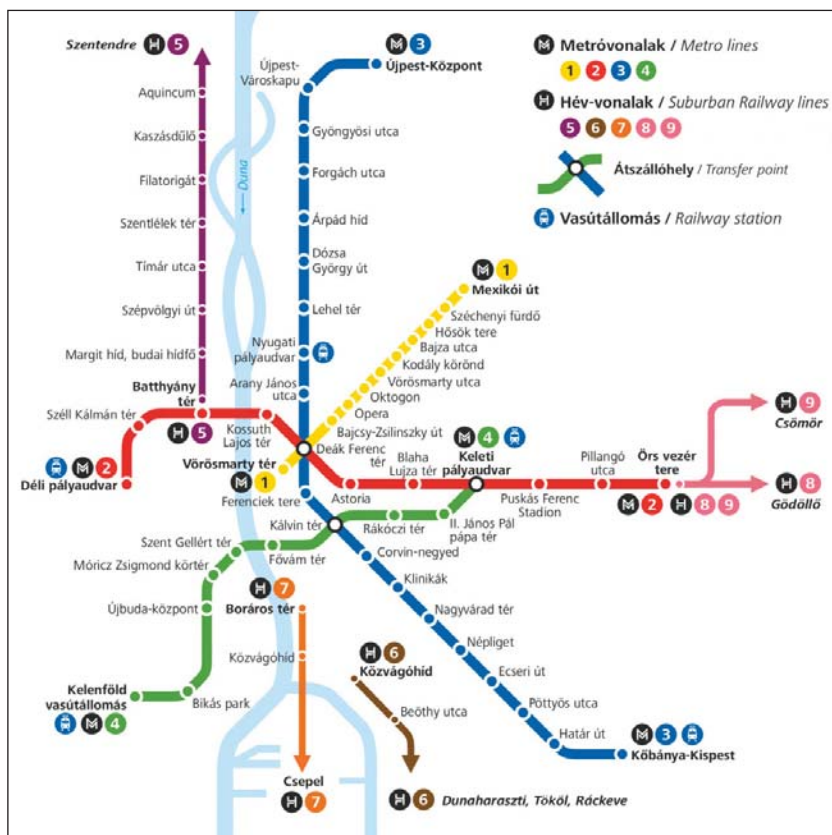 Szentendre 5
3
Újpest-Központ
Metróvonalak / Metro lines
1 2 3 4
Hév-vonalak / Suburban Railway lines
5 6 7 8 9
Átszállóhely / Transfer point
Vasútállomás / Railway station
Újpest-
Városkapu
Aquincum
Gyöngyösi utca
Kaszásdűlő
Forgách utca
Filatorigát
← Duna
Szentlélek tér
Árpád híd
Tímár utca
Dózsa
György út
1
Mexikói út
Szépvölgyi út
Lehel tér
Széchenyi fürdő
Hősök tere
Margit híd, budai hídfő
Nyugati
pályaudvar
Bajza utca
Kodály körönd
Vörösmarty utca
Batthyány
tér
Arany János
utca
Oktogon
Opera
9
Csömör
Széll Kálmán tér
5
Kossuth
Lajos tér
Bajcsy-Zsilinszky út
Deák Ferenc
tér
4
Keleti
pályaudvar
Blaha
Lujza tér
Pillangó
utca
Örs vezér
tere
2
Déli pályaudvar
Vörösmarty tér
1
Ferenciek tere
Astoria
Puskás Ferenc
Stadion
2 8 9
8
Gödöllő
Kálvin tér
Rákóczi tér
II. János Pál
pápa tér
Szent Gellért tér
Fővám tér
Corvin-negyed
Móricz Zsigmond körtér
Klinikák
7
Boráros tér
Újbuda-központ
Nagyvárad tér
Közvágóhíd
6
Közvágóhíd
Népliget
Ecseri út
Kelenföld
vasútállomás
4
Bikás park
Beöthy utca
Pöttyös utca
Határ út
3
Kőbánya-Kispest
Csepel
7
6
Dunaharaszti, Tököl, Ráckeve